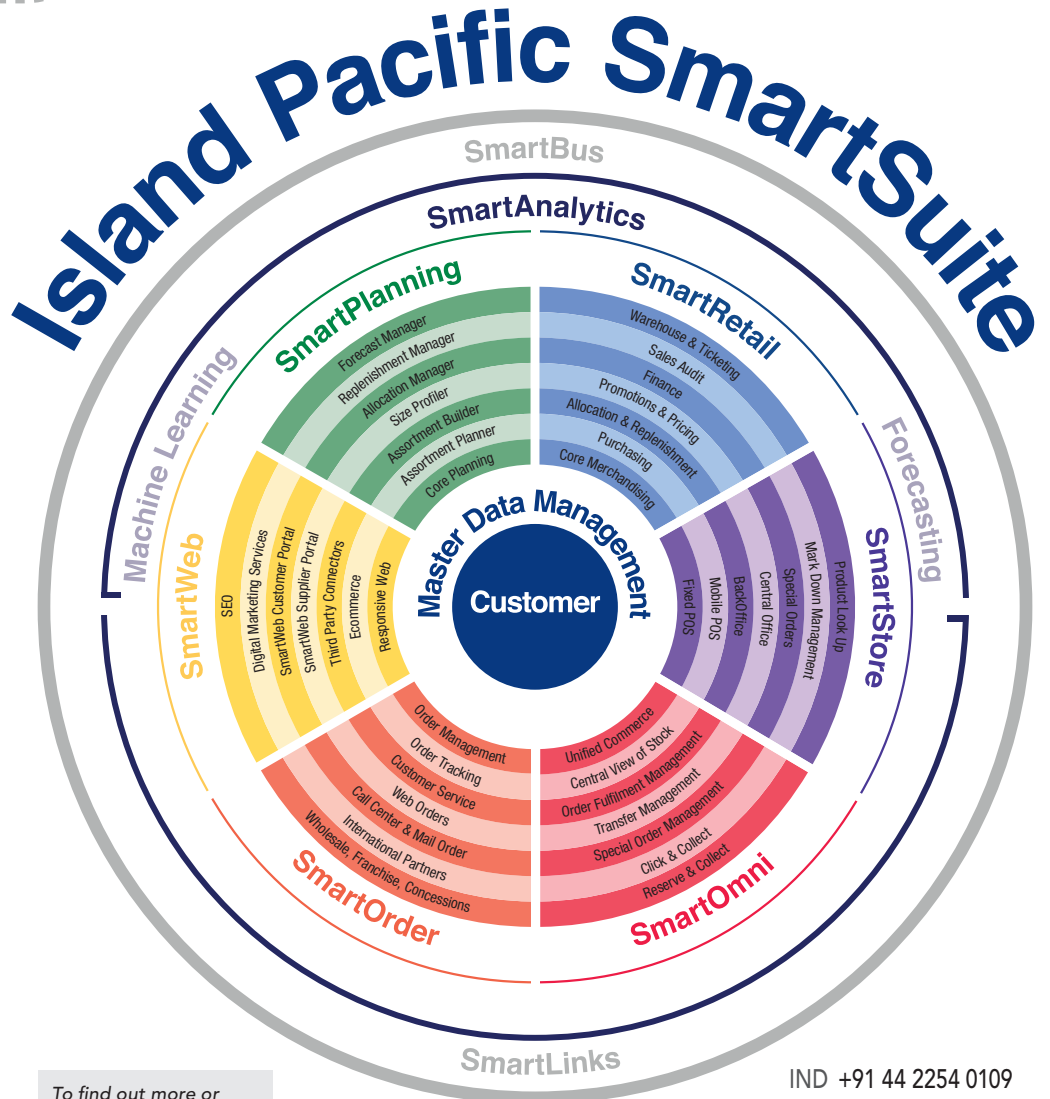 Island Pacific SmartSuite
SmartBus
SmartAnalytics
Machine Learning
Forecasting
SmartPlanning
Forecast Manager
Replenishment Manager
Allocation Manager
Size Profiler
Assortment Builder
Assortment Planner
Core Planning
SmartRetail
Warehouse & Ticketing
Sales Audit
Finance
Promotions & Pricing
Allocation & Replenishment
Purchasing
Core Merchandising
SmartWeb
SEO
Digital Marketing Services
SmartWeb Customer Portal
SmartWeb Supplier Portal
Third Party Connectors
Ecommerce
Responsive Web
Master Data Management
Customer
Fixed POS
Mobile POS
BackOffice
Central Office
Special Orders
Mark Down Management
Product Look Up
SmartStore
Order Management
Order Tracking
Customer Service
Web Orders
Call Center & Mail Order
International Partners
Wholesale, Franchise, Concessions
SmartOrder
Unified Commerce
Central View of Stock
Order Fulfilment Management
Transfer Management
Special Order Management
Click & Collect
Reserve & Collect
SmartOmni
SmartLinks
To find out more or
IND +91 44 2254 0109